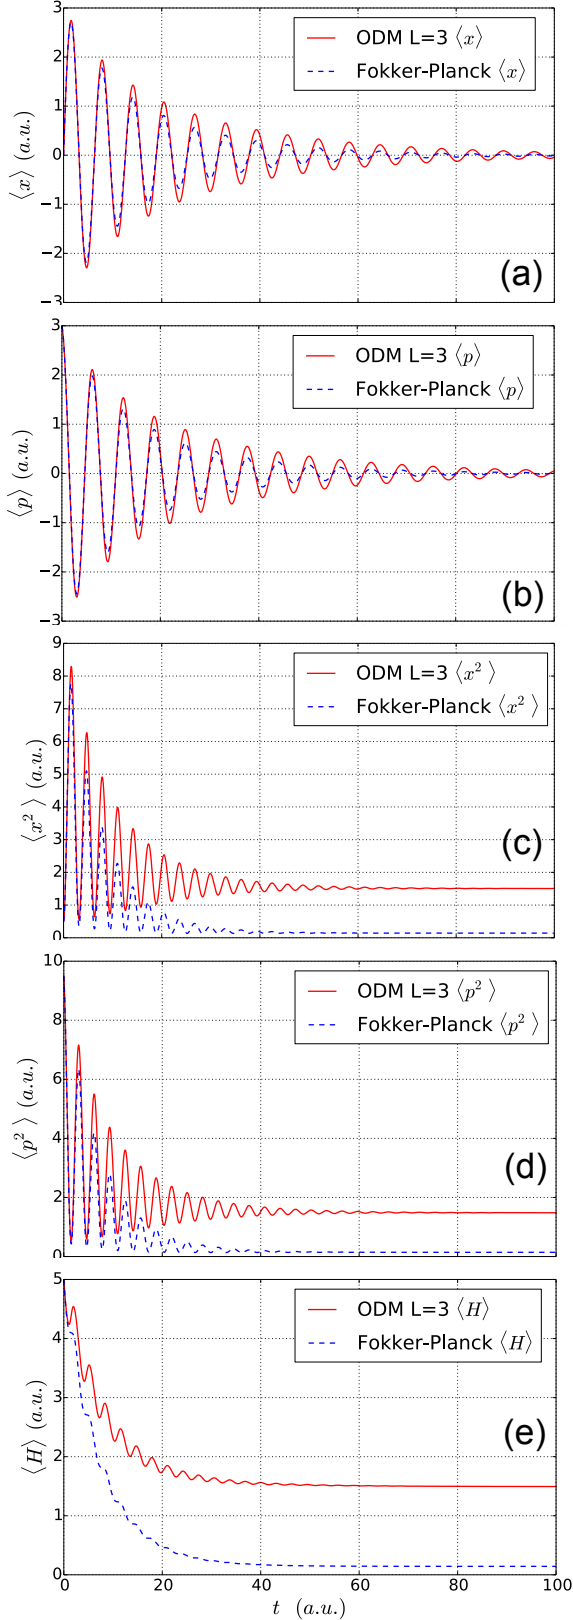 3
2
1
0
−1
−2
−3
⟨x⟩ (a.u.)
ODM L=3 ⟨x⟩
Fokker-Planck ⟨x⟩
(a)
3
2
1
0
−1
−2
−3
⟨p⟩ (a.u.)
ODM L=3 ⟨p⟩
Fokker-Planck ⟨p⟩
(b)
9
8
7
6
5
4
3
2
1
0
⟨x² ⟩ (a.u.)
ODM L=3 ⟨x² ⟩
Fokker-Planck ⟨x² ⟩
(c)
10
8
6
4
2
0
⟨p² ⟩ (a.u.)
ODM L=3 ⟨p² ⟩
Fokker-Planck ⟨p² ⟩
(d)
5
4
3
2
1
0
⟨H⟩ (a.u.)
ODM L=3 ⟨H⟩
Fokker-Planck ⟨H⟩
(e)
0 20 40 60 80 100
t (a.u.)